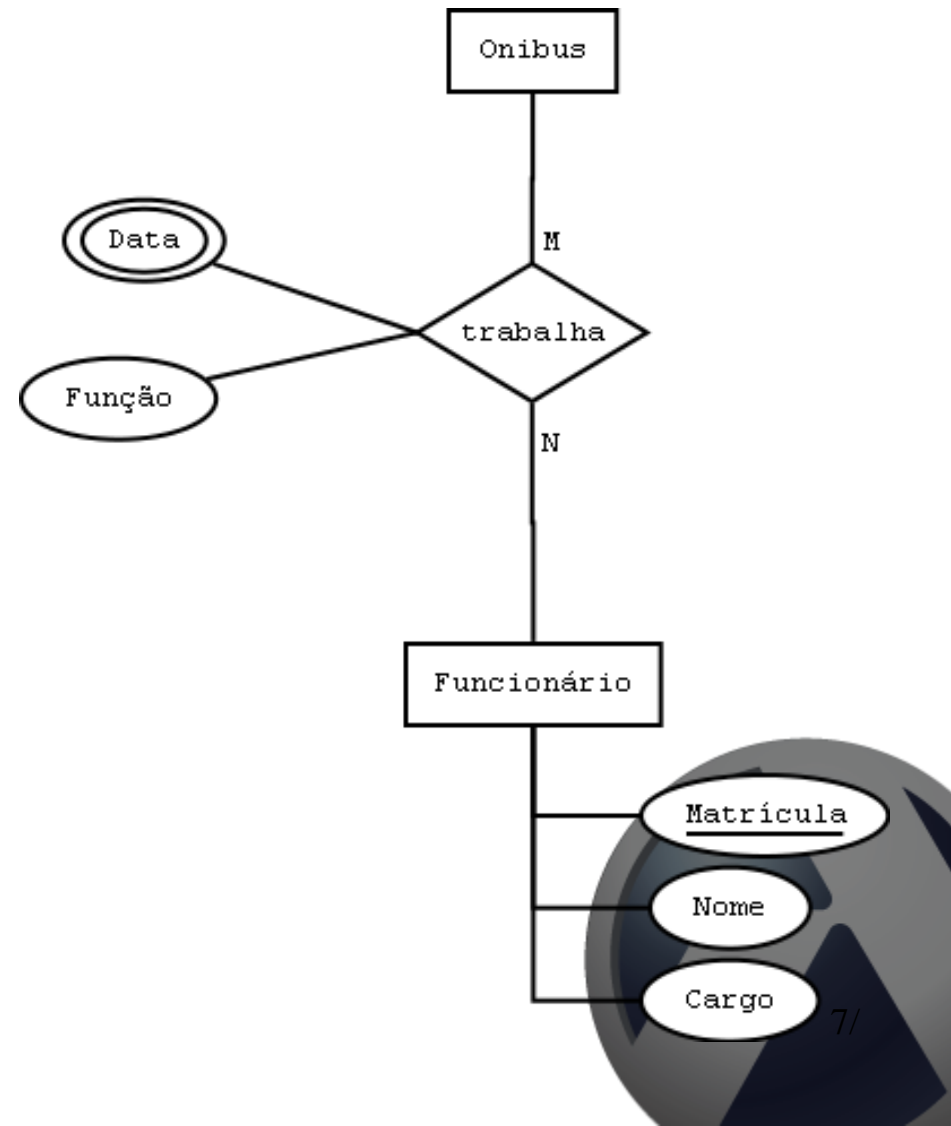 Onibus
M
Data
trabalha
Função
N
Funcionário
Matrícula
Nome
Cargo
7/